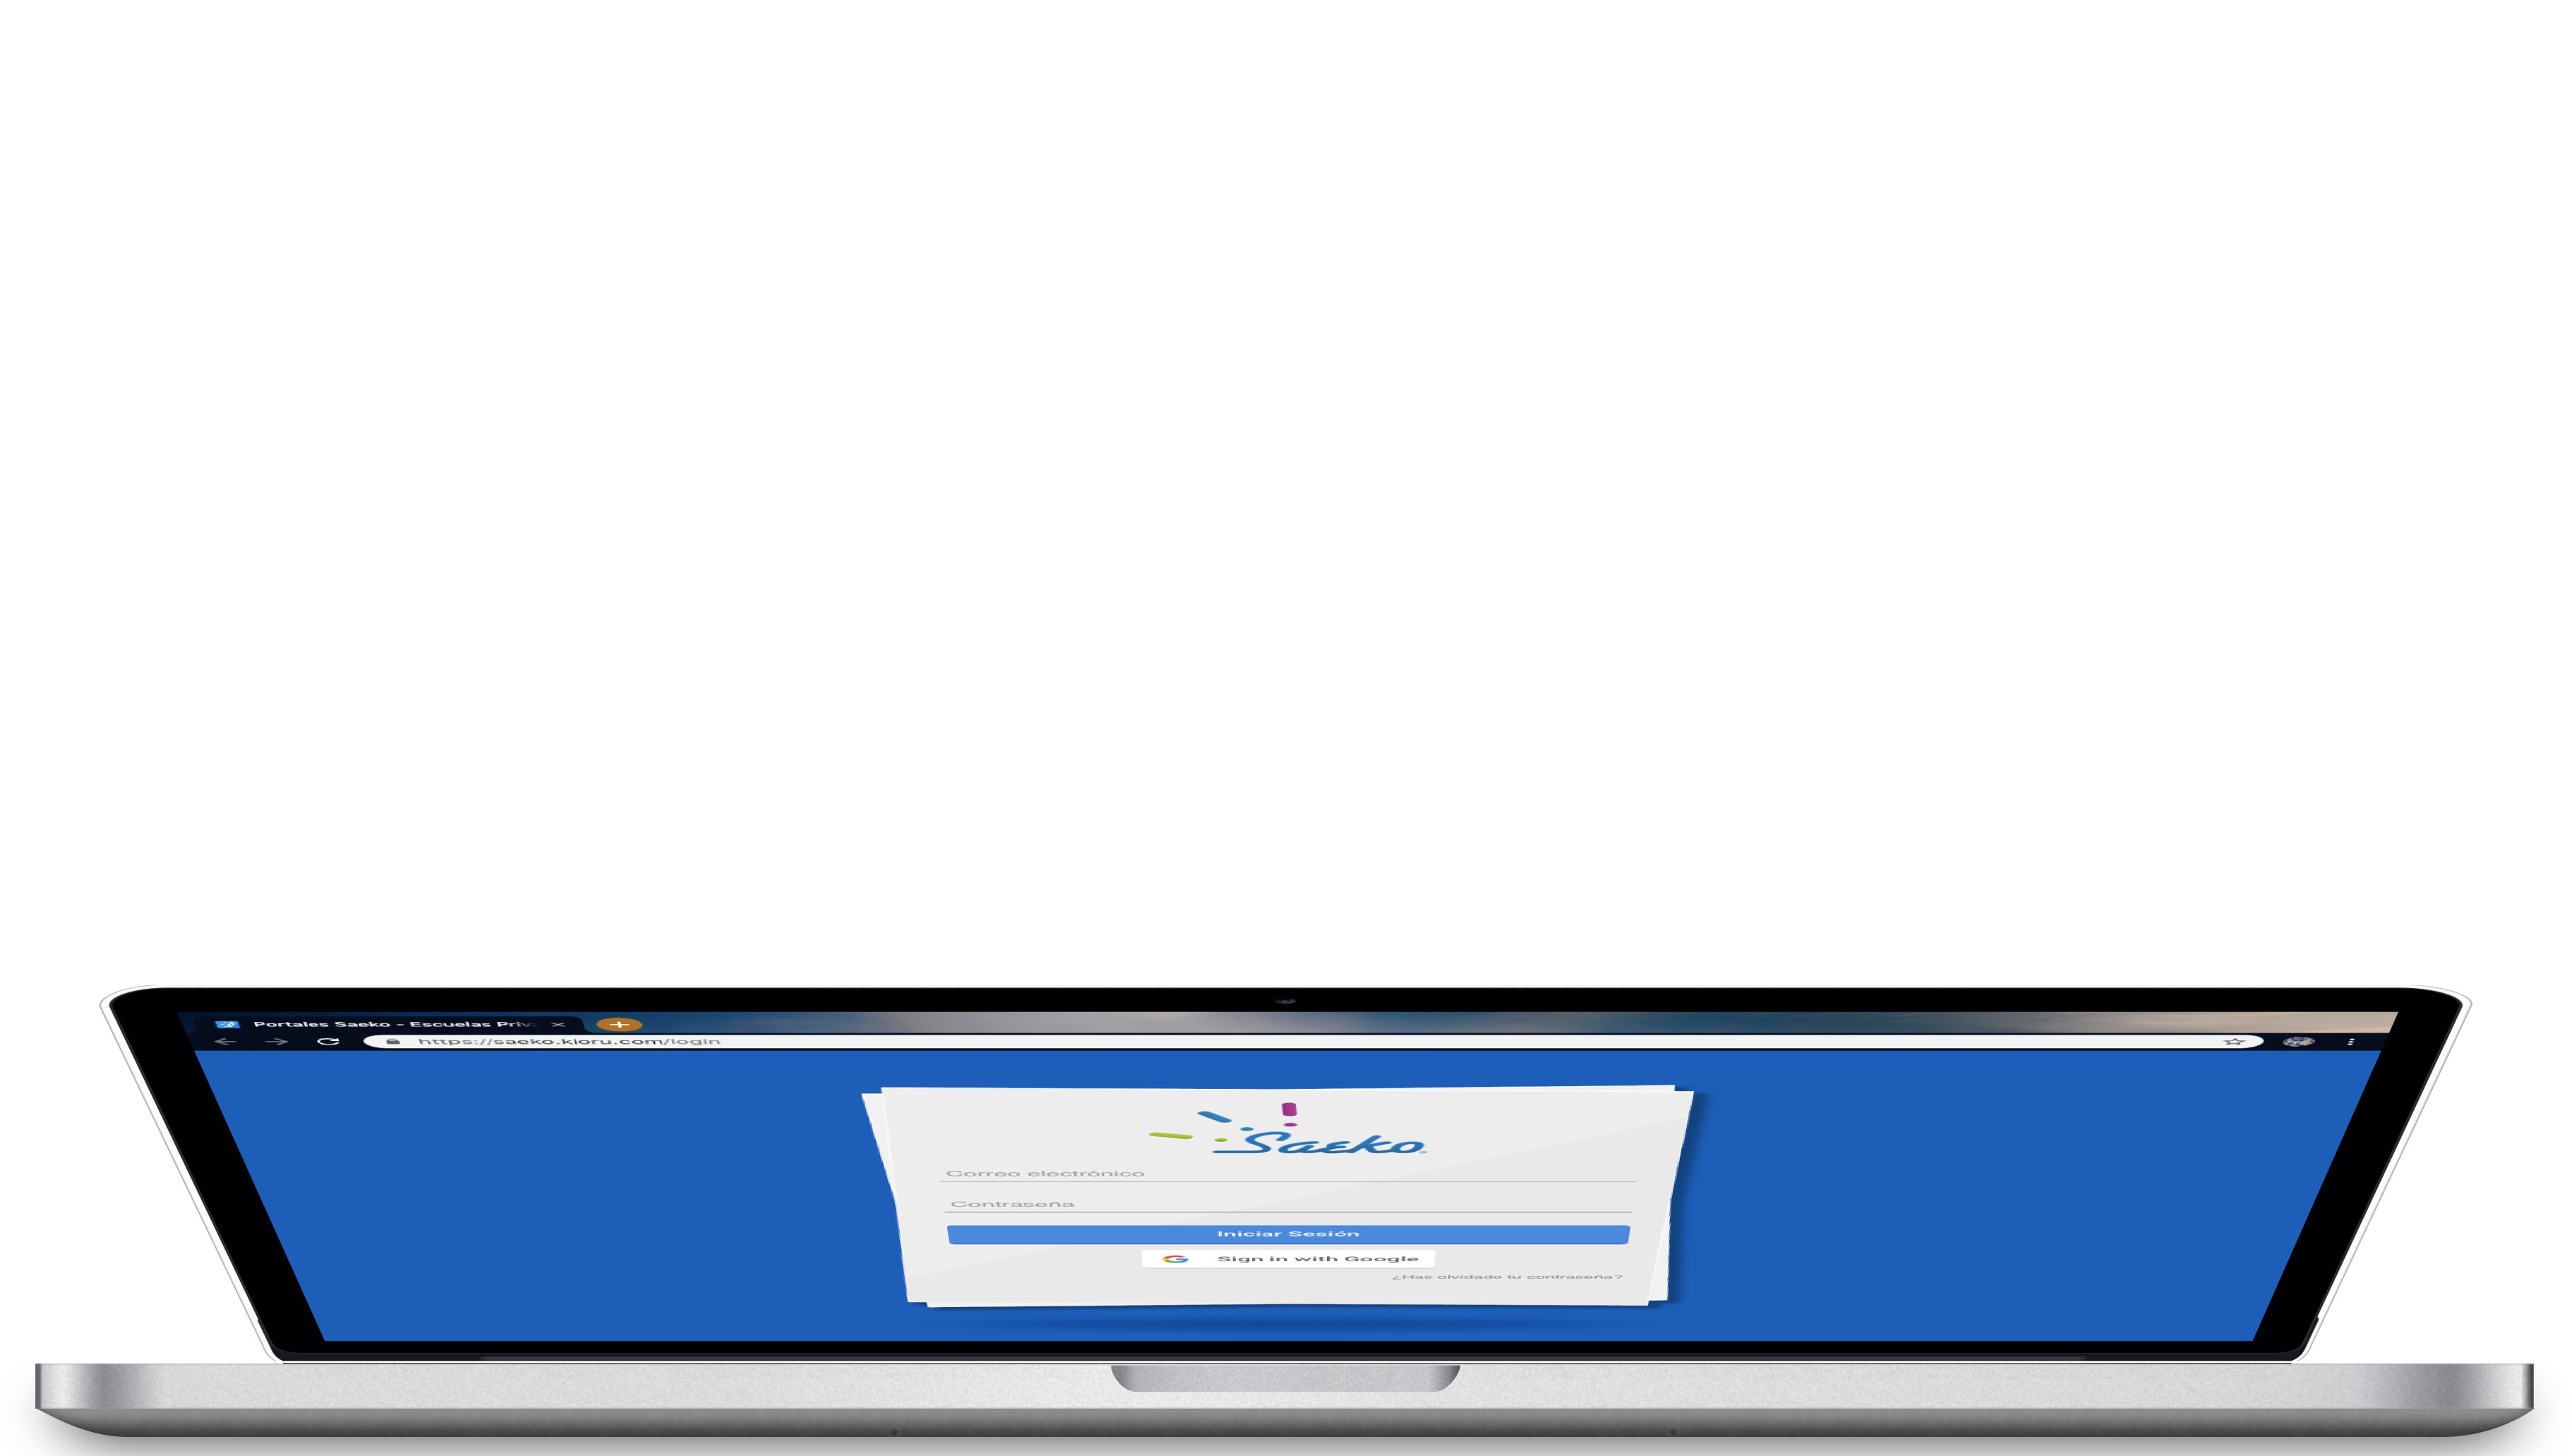 Portales Saeko - Escuelas Priv
https://saeko.kioru.com/login
Saeko
Correo electrónico
Contraseña
Iniciar Sesión
Sign in with Google
¿Has olvidado tu contraseña?